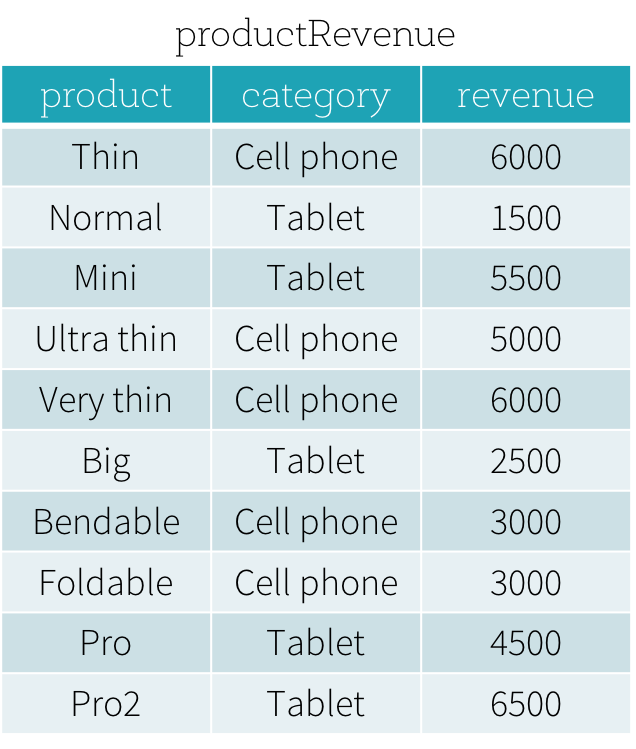 productRevenue
product category revenue
Thin Cell phone 6000
Normal Tablet 1500
Mini Tablet 5500
Ultra thin Cell phone 5000
Very thin Cell phone 6000
Big Tablet 2500
Bendable Cell phone 3000
Foldable Cell phone 3000
Pro Tablet 4500
Pro2 Tablet 6500